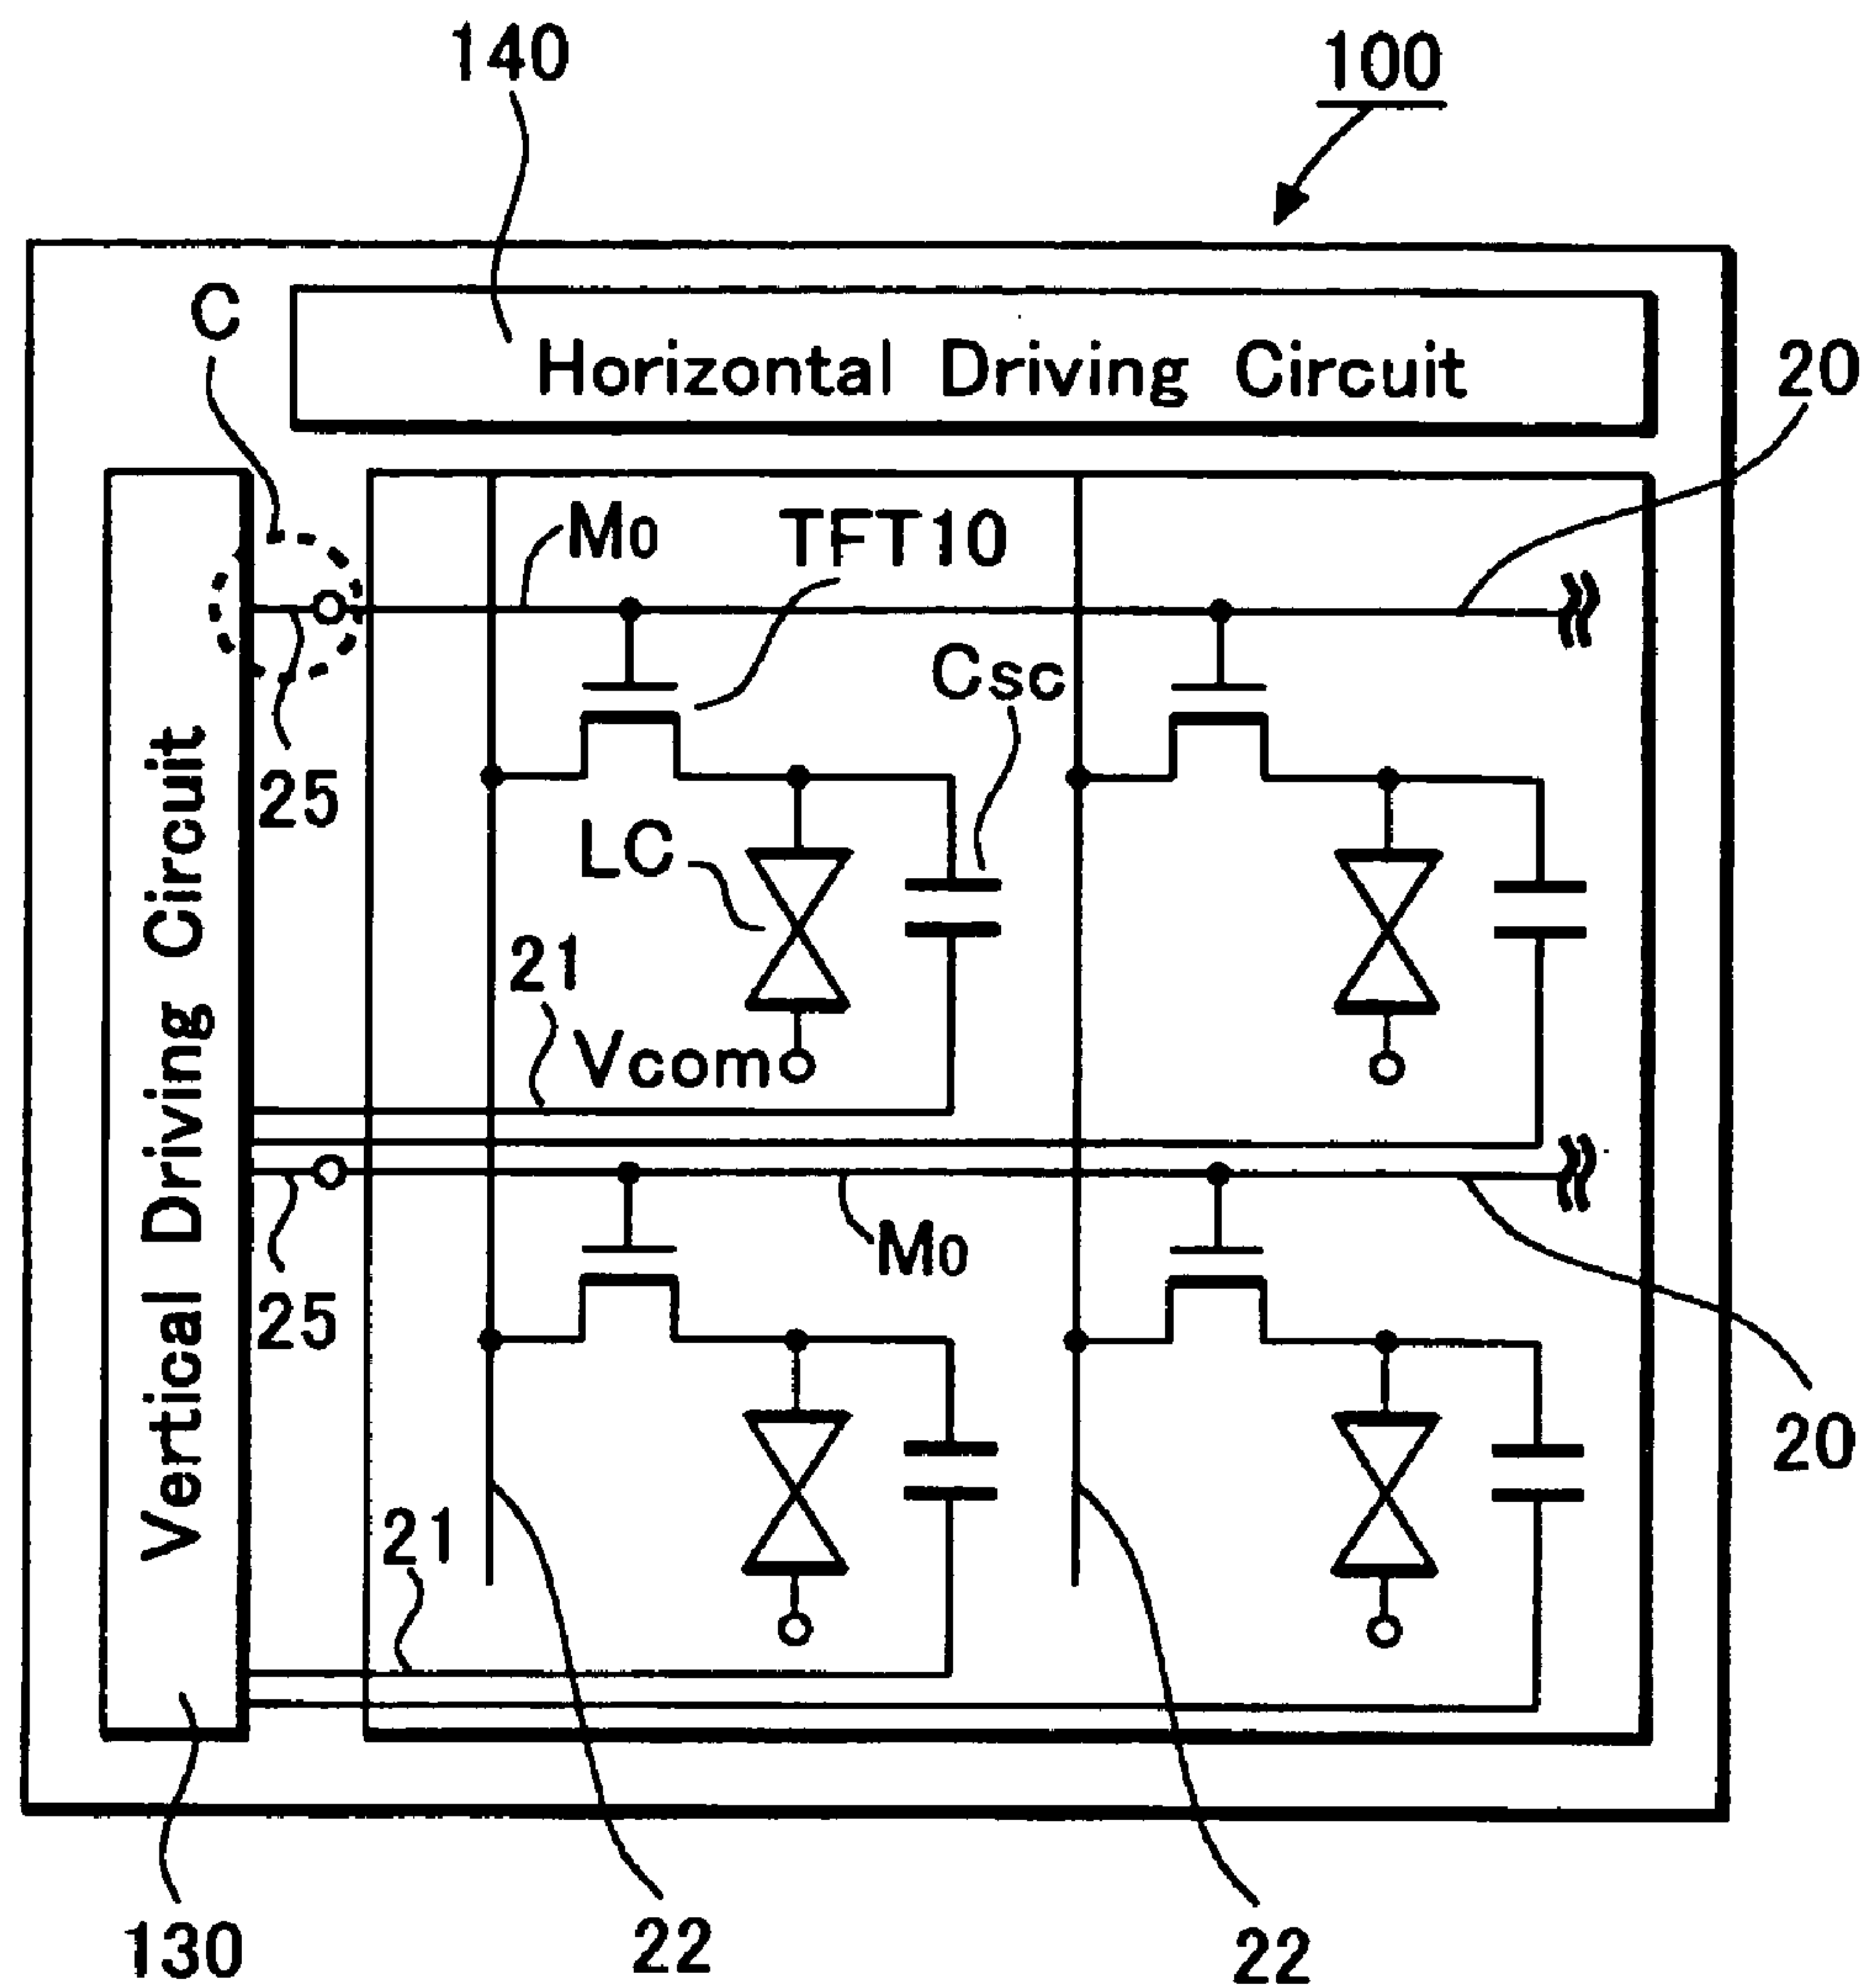 140
100
C
Horizontal Driving Circuit
20
Mo
TFT10
Csc
25
LC
21
Vcom
Vertical Driving Circuit
Mo
25
20
21
130
22
22